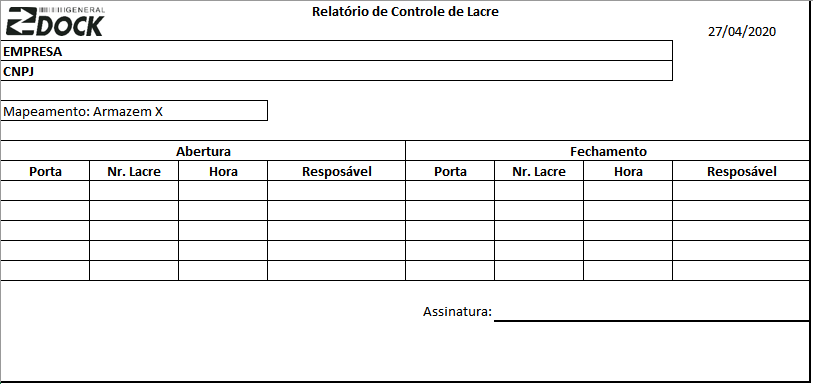 GENERAL
DOCK
Relatório de Controle de Lacre
27/04/2020
EMPRESA
CNPJ
Mapeamento: Armazem X
Abertura Fechamento
Porta Nr. Lacre Hora Resposável Porta Nr. Lacre Hora Resposável
Assinatura: